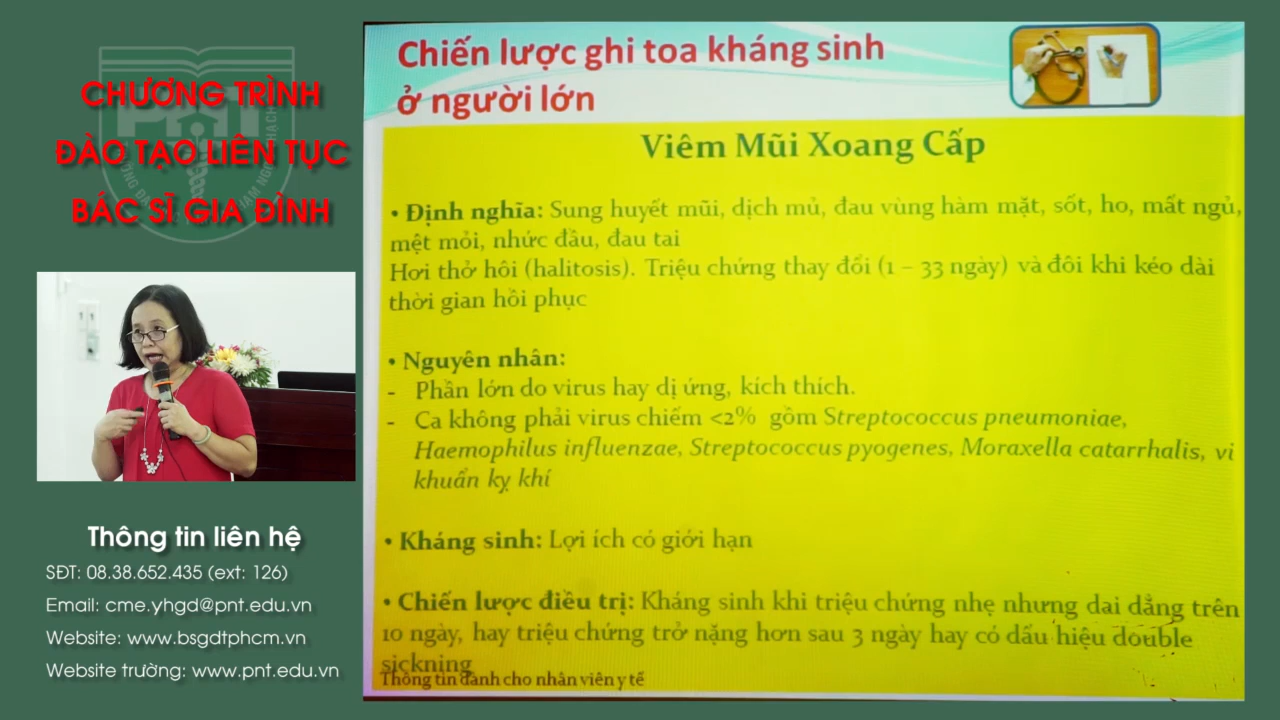 CHƯƠNG TRÌNH
ĐÀO TẠO LIÊN TỤC
BÁC SĨ GIA ĐÌNH
Thông tin liên hệ
SĐT: 08.38.652.435 (ext: 126)
Email: cme.yhgd@pnt.edu.vn
Website: www.bsgdtphcm.vn
Website trường: www.pnt.edu.vn
Chiến lược ghi toa kháng sinh
ở người lớn
Viêm Mũi Xoang Cấp
• Định nghĩa: Sung huyết mũi, dịch mủ, đau vùng hàm mặt, sốt, ho, mất ngủ,
mệt mỏi, nhức đầu, đau tai
Hơi thở hôi (halitosis). Triệu chứng thay đổi (1 – 33 ngày) và đôi khi kéo dài
thời gian hồi phục
• Nguyên nhân:
- Phần lớn do virus hay dị ứng, kích thích.
- Ca không phải virus chiếm <2% gồm Streptococcus pneumoniae,
Haemophilus influenzae, Streptococcus pyogenes, Moraxella catarrhalis, vi
khuẩn kỵ khí
• Kháng sinh: Lợi ích có giới hạn
• Chiến lược điều trị: Kháng sinh khi triệu chứng nhẹ nhưng dai dẳng trên
10 ngày, hay triệu chứng trở nặng hơn sau 3 ngày hay có dấu hiệu double
sickning
Thông tin dành cho nhân viên y tế